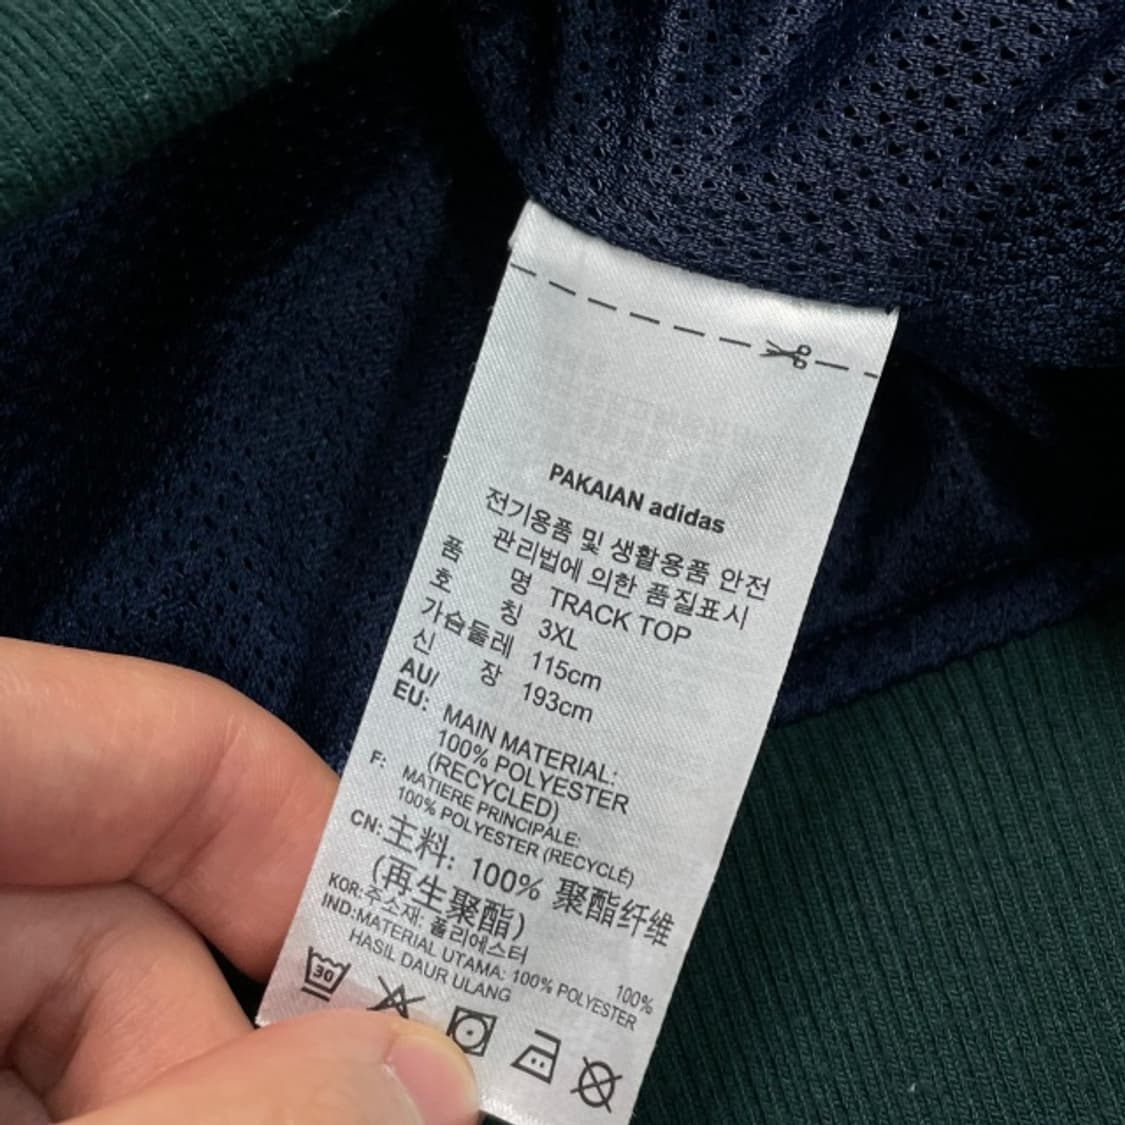 PAKAIAN adidas
전기용품 및 생활용품 안전
관리법에 의한 품질표시
품 명 TRACK TOP
호 칭 3XL
가슴둘레 115cm
신 장 193cm
AU/
EU: MAIN MATERIAL:
100% POLYESTER
(RECYCLED)
F: MATIERE PRINCIPALE:
100% POLYESTER (RECYCLÉ)
CN: 主料: 100% 聚酯纤维
(再生聚酯)
KOR: 주소재: 폴리에스터 100%
IND: MATERIAL UTAMA: 100% POLYESTER
HASIL DAUR ULANG
30